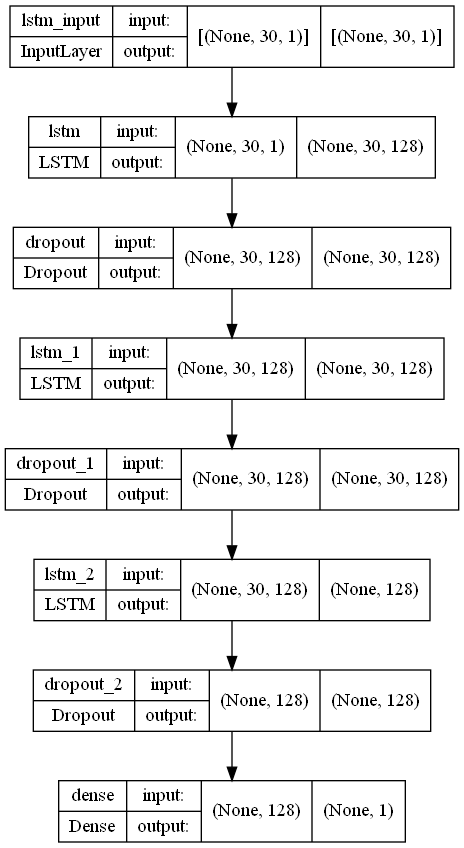 lstm_input input: [(None, 30, 1)] [(None, 30, 1)]
InputLayer output:
lstm input: (None, 30, 1) (None, 30, 128)
LSTM output:
dropout input: (None, 30, 128) (None, 30, 128)
Dropout output:
lstm_1 input: (None, 30, 128) (None, 30, 128)
LSTM output:
dropout_1 input: (None, 30, 128) (None, 30, 128)
Dropout output:
lstm_2 input: (None, 30, 128) (None, 128)
LSTM output:
dropout_2 input: (None, 128) (None, 128)
Dropout output:
dense input: (None, 128) (None, 1)
Dense output: